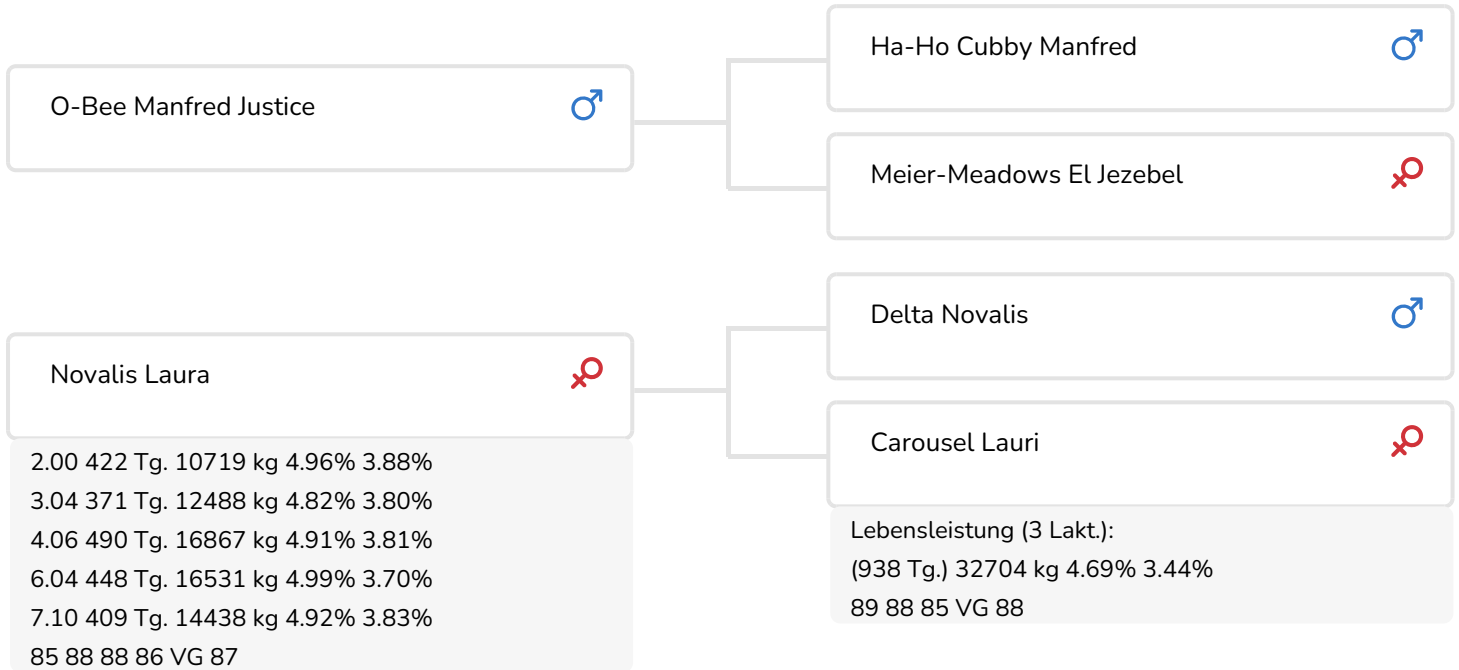 O-Bee Manfred Justice
Ha-Ho Cubby Manfred
Meier-Meadows El Jezebel
Novalis Laura
2.00 422 Tg. 10719 kg 4.96% 3.88%
3.04 371 Tg. 12488 kg 4.82% 3.80%
4.06 490 Tg. 16867 kg 4.91% 3.81%
6.04 448 Tg. 16531 kg 4.99% 3.70%
7.10 409 Tg. 14438 kg 4.92% 3.83%
85 88 88 86 VG 87
Delta Novalis
Carousel Lauri
Lebensleistung (3 Lakt.):
(938 Tg.) 32704 kg 4.69% 3.44%
89 88 85 VG 88